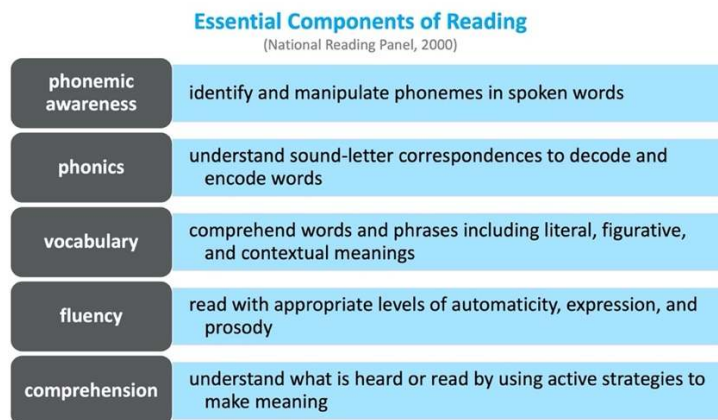 Essential Components of Reading
(National Reading Panel, 2000)
phonemic
awareness
identify and manipulate phonemes in spoken words
phonics
understand sound-letter correspondences to decode and
encode words
vocabulary
comprehend words and phrases including literal, figurative,
and contextual meanings
fluency
read with appropriate levels of automaticity, expression, and
prosody
comprehension
understand what is heard or read by using active strategies to
make meaning